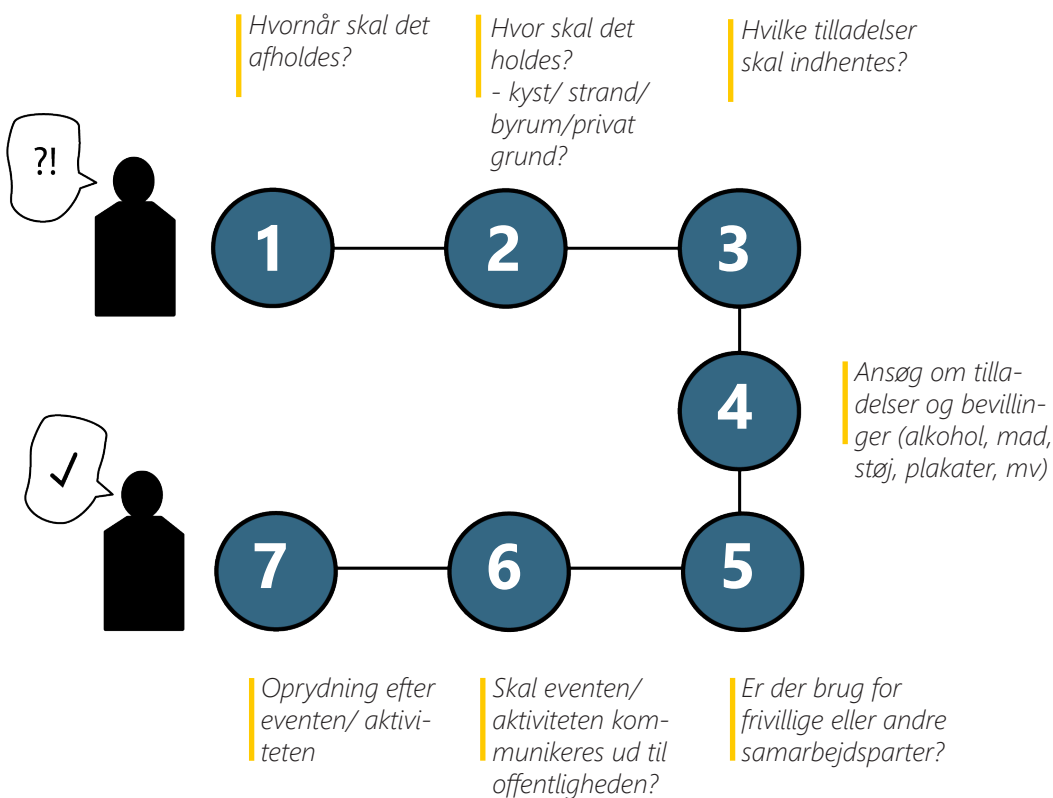 Hvornår skal det
afholdes?
Hvor skal det
holdes?
- kyst/ strand/
byrum/privat
grund?
Hvilke tilladelser
skal indhentes?
?!
1
2
3
4
Ansøg om tilla-
delser og bevillin-
ger (alkohol, mad,
støj, plakater, mv)
✓
7
6
5
Oprydning efter
eventen/ aktivi-
teten
Skal eventen/
aktiviteten kom-
munikeres ud til
offentligheden?
Er der brug for
frivillige eller andre
samarbejdsparter?